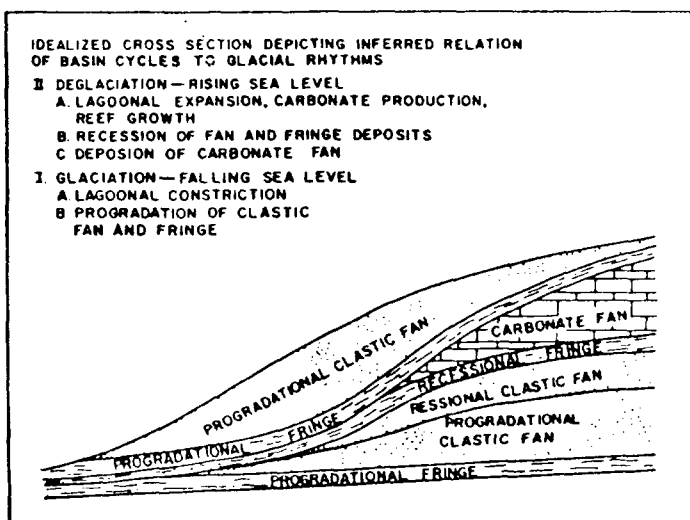 IDEALIZED CROSS SECTION DEPICTING INFERRED RELATION
OF BASIN CYCLES TO GLACIAL RHYTHMS
II DEGLACIATION—RISING SEA LEVEL
A. LAGOONAL EXPANSION, CARBONATE PRODUCTION,
REEF GROWTH
B. RECESSION OF FAN AND FRINGE DEPOSITS
C DEPOSION OF CARBONATE FAN
I. GLACIATION—FALLING SEA LEVEL
A. LAGOONAL CONSTRICTION
B PROGRADATION OF CLASTIC
FAN AND FRINGE
PROGRADATIONAL CLASTIC FAN
CARBONATE FAN
RECESSIONAL FRINGE
RESSIONAL CLASTIC FAN
PROGRADATIONAL FRINGE
PROGRADATIONAL
CLASTIC FAN
PROGRADATIONAL FRINGE